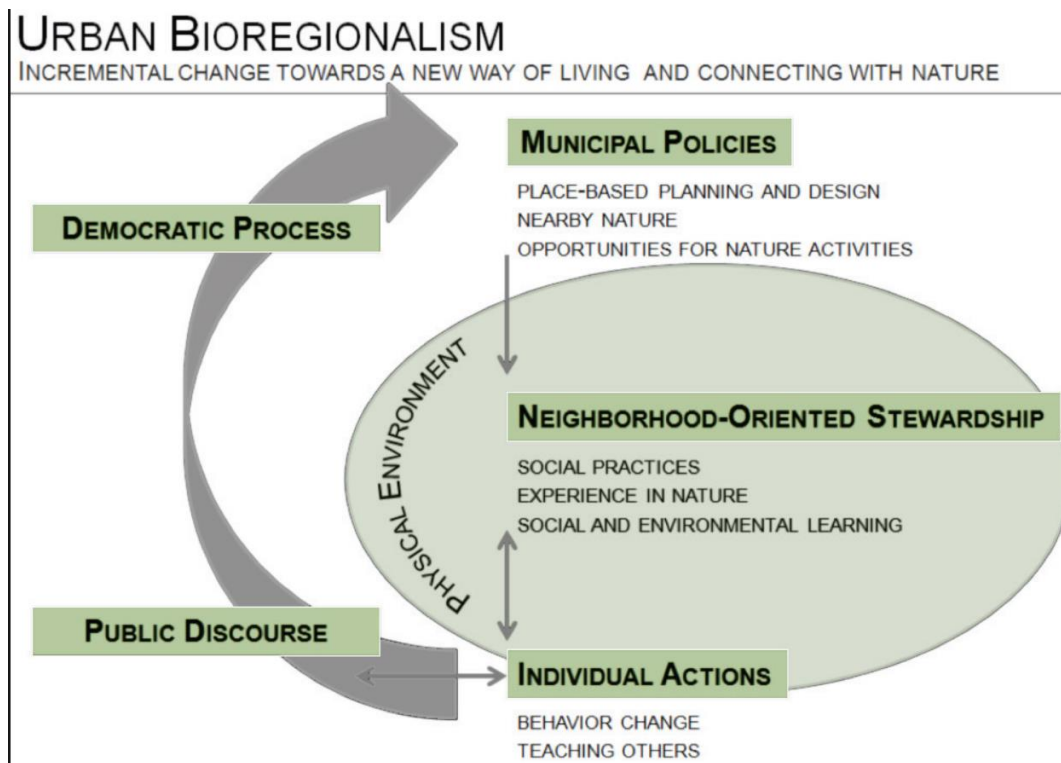 URBAN BIOREGIONALISM
INCREMENTAL CHANGE TOWARDS A NEW WAY OF LIVING AND CONNECTING WITH NATURE
MUNICIPAL POLICIES
PLACE-BASED PLANNING AND DESIGN
NEARBY NATURE
OPPORTUNITIES FOR NATURE ACTIVITIES
DEMOCRATIC PROCESS
PHYSICAL ENVIRONMENT
NEIGHBORHOOD-ORIENTED STEWARDSHIP
SOCIAL PRACTICES
EXPERIENCE IN NATURE
SOCIAL AND ENVIRONMENTAL LEARNING
PUBLIC DISCOURSE
INDIVIDUAL ACTIONS
BEHAVIOR CHANGE
TEACHING OTHERS